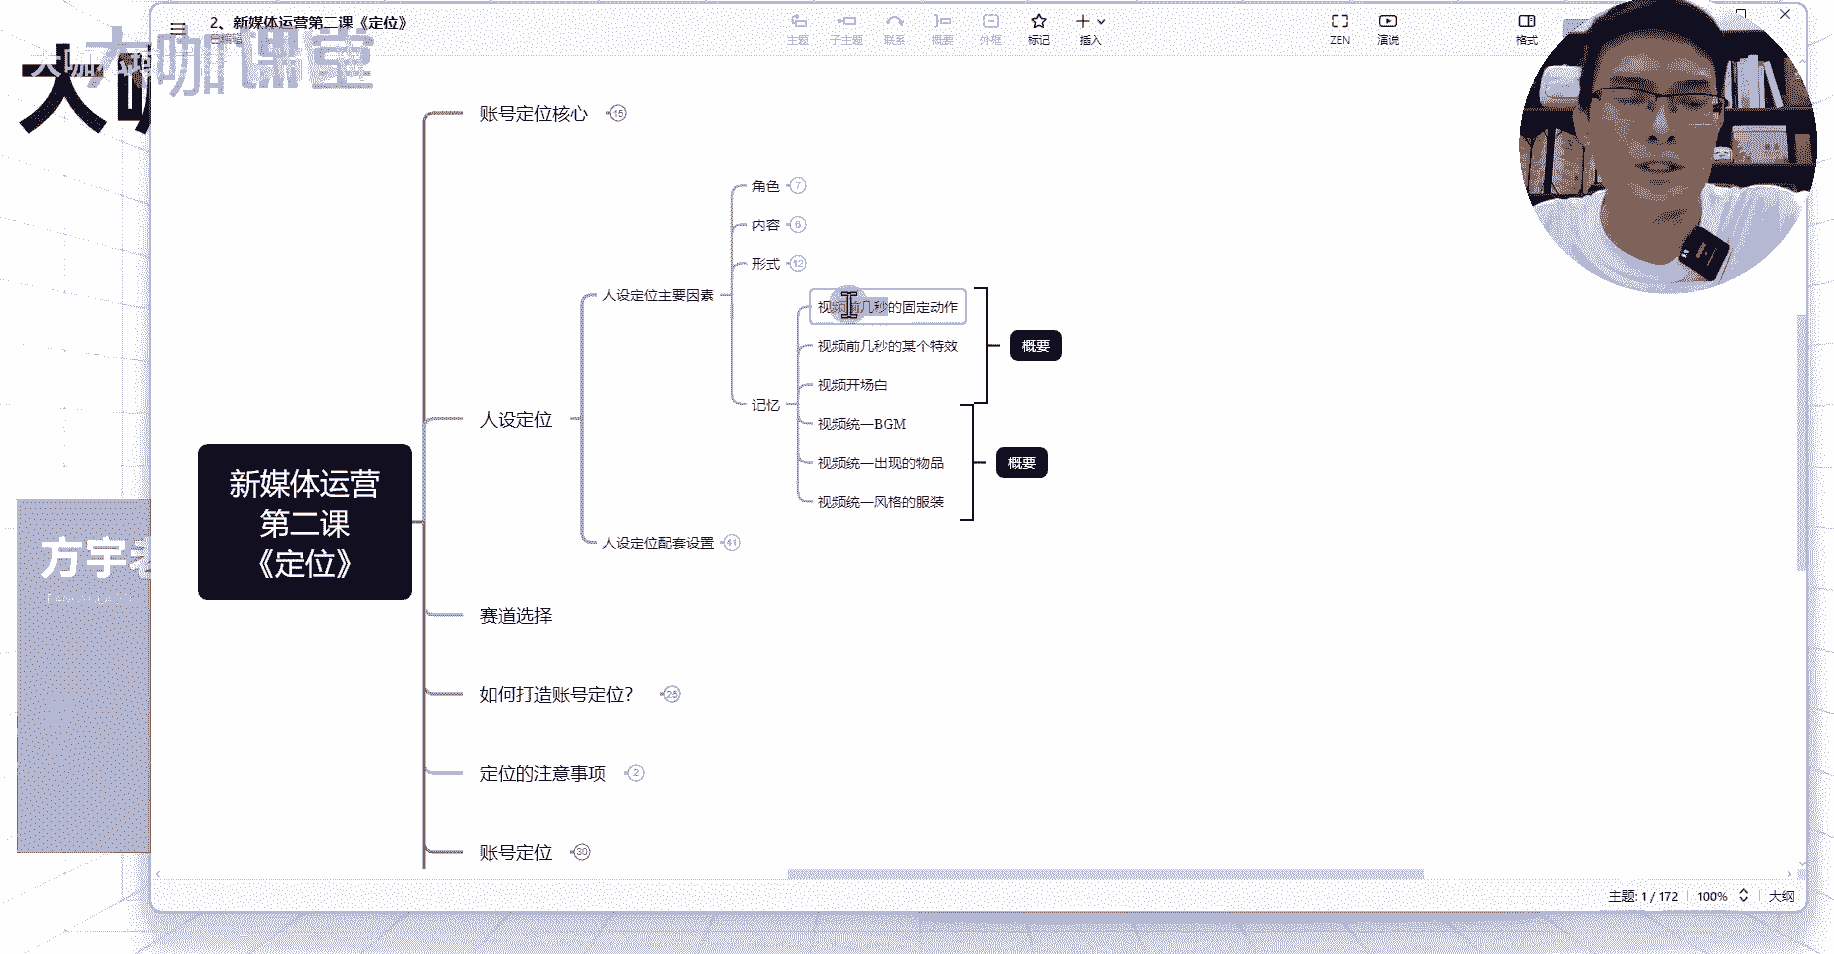 2、新媒体运营第二课《定位》
主题
子主题
联系
概要
外框
标记
插入
ZEN
演说
格式
大咖课堂
大咖
账号定位核心
15
角色
7
内容
6
形式
12
人设定位主要因素
视频前几秒的固定动作
视频前几秒的某个特效
概要
视频开场白
记忆
人设定位
视频统一BGM
视频统一出现的物品
概要
视频统一风格的服装
新媒体运营
第二课
《定位》
人设定位配套设置
41
方宇老
赛道选择
如何打造账号定位？
25
定位的注意事项
2
账号定位
30
主题: 1 / 172
100%
大纲